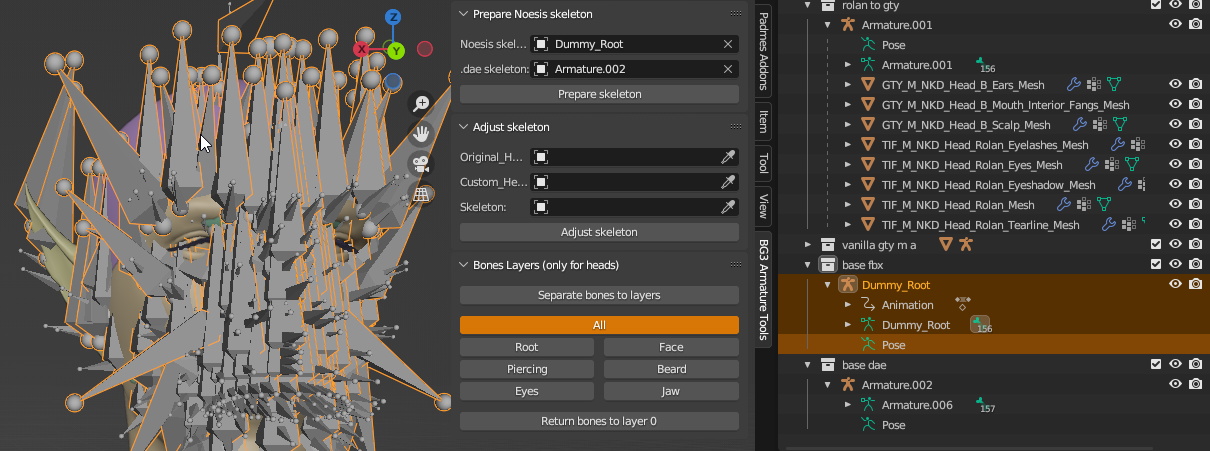 Z
X
Y
Prepare Noesis skeleton
Noesis skel...
Dummy_Root
.dae skeleton:
Armature.002
Prepare skeleton
Adjust skeleton
Original_H...
Custom_He...
Skeleton:
Adjust skeleton
Bones Layers (only for heads)
Separate bones to layers
All
Root
Face
Piercing
Beard
Eyes
Jaw
Return bones to layer 0
Padmes Addons
Item
Tool
View
BG3 Armature Tools
rolan to gty
Armature.001
Pose
Armature.001
156
GTY_M_NKD_Head_B_Ears_Mesh
GTY_M_NKD_Head_B_Mouth_Interior_Fangs_Mesh
GTY_M_NKD_Head_B_Scalp_Mesh
TIF_M_NKD_Head_Rolan_Eyelashes_Mesh
TIF_M_NKD_Head_Rolan_Eyes_Mesh
TIF_M_NKD_Head_Rolan_Eyeshadow_Mesh
TIF_M_NKD_Head_Rolan_Mesh
TIF_M_NKD_Head_Rolan_Tearline_Mesh
vanilla gty m a
base fbx
Dummy_Root
Animation
Dummy_Root
156
Pose
base dae
Armature.002
Armature.006
157
Pose